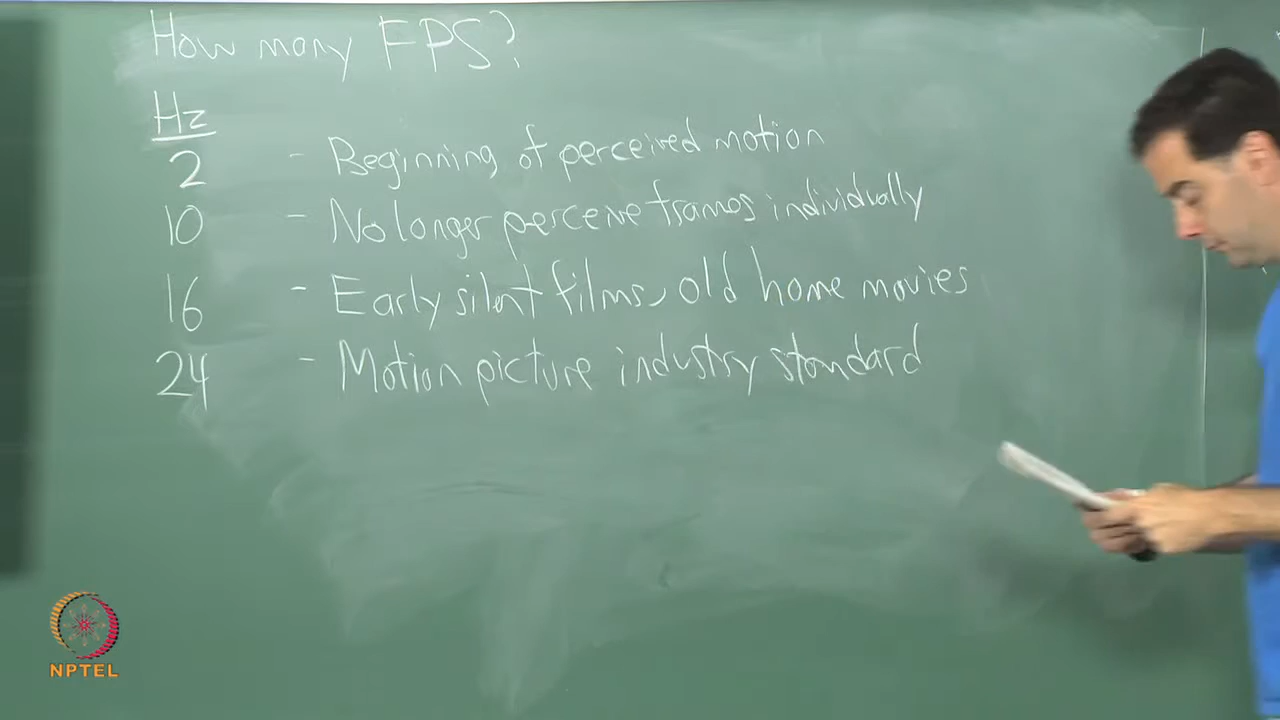 How many FPS?
Hz
2 - Beginning of perceived motion
10 - No longer perceive frames individually
16 - Early silent films, old home movies
24 - Motion picture industry standard
NPTEL